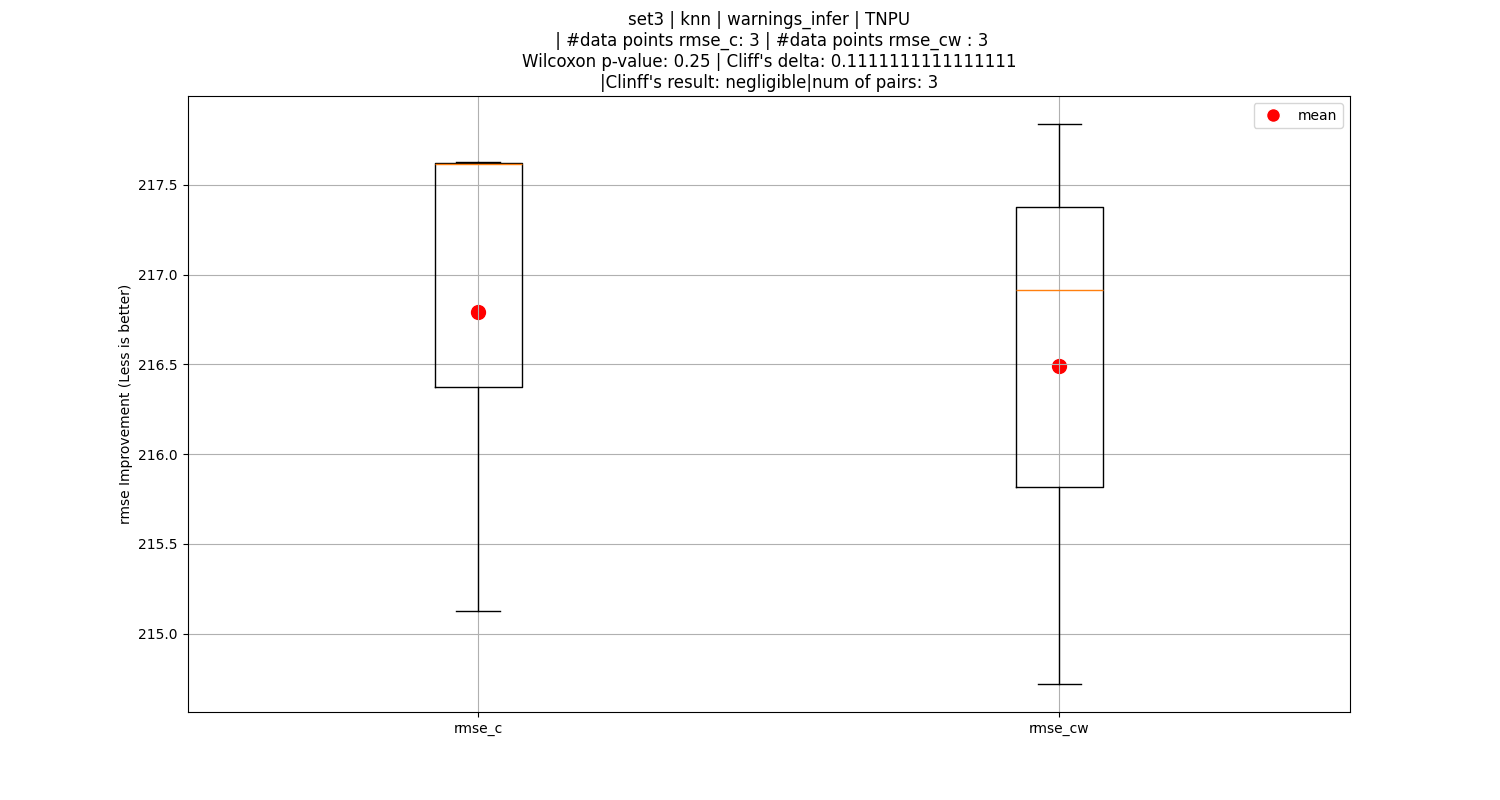 set3 | knn | warnings_infer | TNPU
| #data points rmse_c: 3 | #data points rmse_cw : 3
Wilcoxon p-value: 0.25 | Cliff's delta: 0.1111111111111111
|Clinff's result: negligible|num of pairs: 3
mean
217.5
217.0
216.5
216.0
215.5
215.0
rmse Improvement (Less is better)
rmse_c
rmse_cw